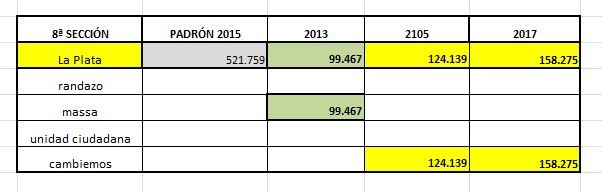 8ª SECCIÓN PADRÓN 2015 2013 2105 2017
La Plata 521.759 99.467 124.139 158.275
randazo
massa 99.467
unidad ciudadana
cambiemos 124.139 158.275